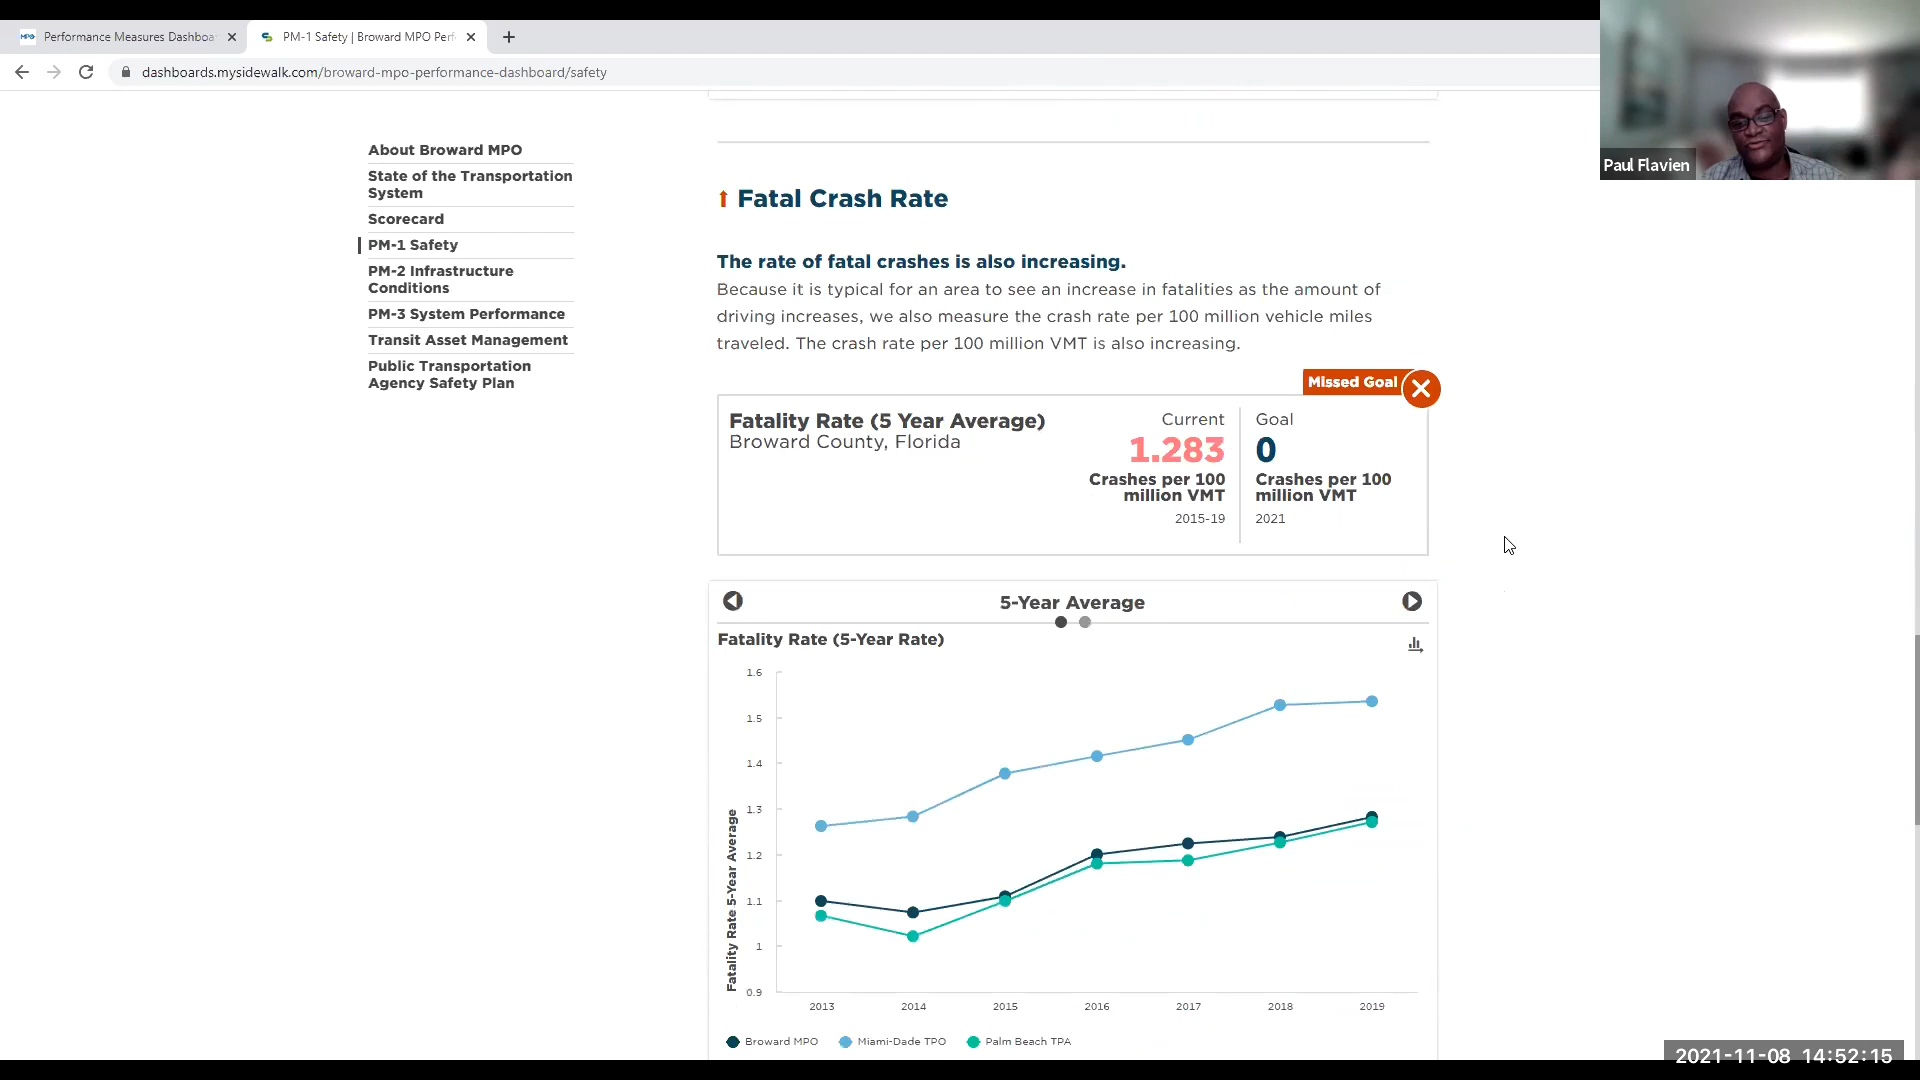 MPO Performance Measures Dashboa
PM-1 Safety | Broward MPO Perf
dashboards.mysidewalk.com/broward-mpo-performance-dashboard/safety
Paul Flavien
About Broward MPO
State of the Transportation
System
Scorecard
PM-1 Safety
PM-2 Infrastructure
Conditions
PM-3 System Performance
Transit Asset Management
Public Transportation
Agency Safety Plan
Fatal Crash Rate
The rate of fatal crashes is also increasing.
Because it is typical for an area to see an increase in fatalities as the amount of
driving increases, we also measure the crash rate per 100 million vehicle miles
traveled. The crash rate per 100 million VMT is also increasing.
Missed Goal
Fatality Rate (5 Year Average)
Broward County, Florida
Current
1.283
Crashes per 100
million VMT
2015-19
Goal
0
Crashes per 100
million VMT
2021
5-Year Average
Fatality Rate (5-Year Rate)
Fatality Rate 5-Year Average
1.6
1.5
1.4
1.3
1.2
1.1
1
0.9
2013 2014 2015 2016 2017 2018 2019
Broward MPO Miami-Dade TPO Palm Beach TPA
2021-11-08 14:52:15